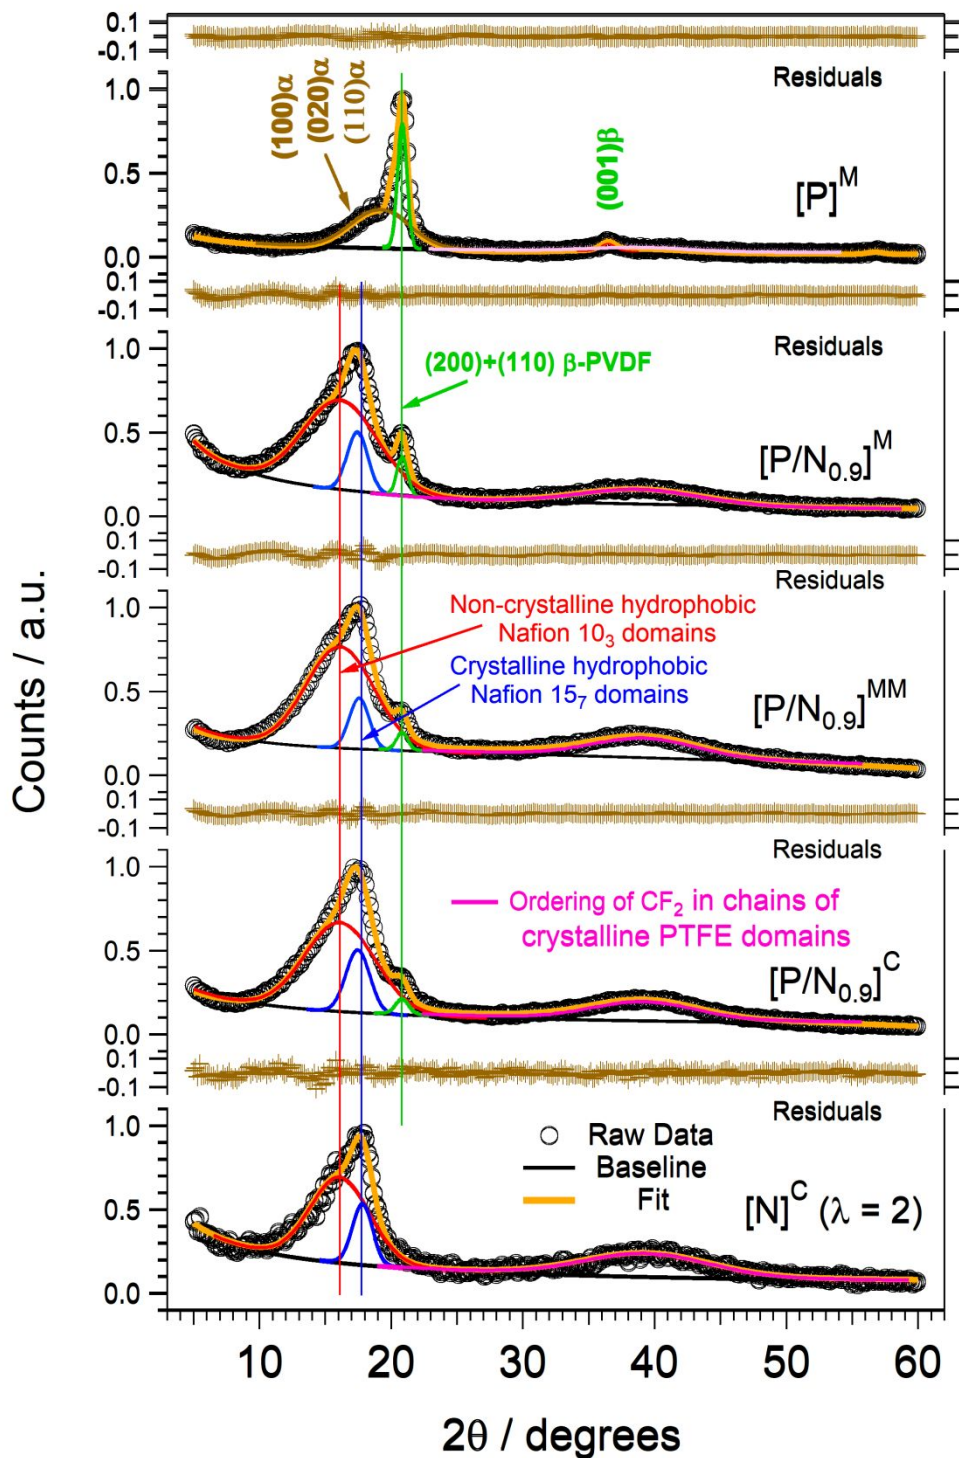 0.1
-0.1
Residuals
1.0
(100)α
(020)α
(110)α
(001)β
0.5
[P]ᴹ
0.0
0.1
-0.1
Residuals
1.0
(200)+(110) β-PVDF
0.5
[P/N₀.₉]ᴹ
0.0
0.1
-0.1
Residuals
1.0
Non-crystalline hydrophobic
Nafion 10₃ domains
Crystalline hydrophobic
Nafion 15₇ domains
0.5
[P/N₀.₉]ᴹᴹ
0.0
0.1
-0.1
Residuals
1.0
Ordering of CF₂ in chains of
crystalline PTFE domains
0.5
[P/N₀.₉]ᶜ
0.0
0.1
-0.1
Residuals
1.0
Raw Data
Baseline
Fit
0.5
[N]ᶜ (λ = 2)
0.0
10 20 30 40 50 60
2θ / degrees
Counts / a.u.